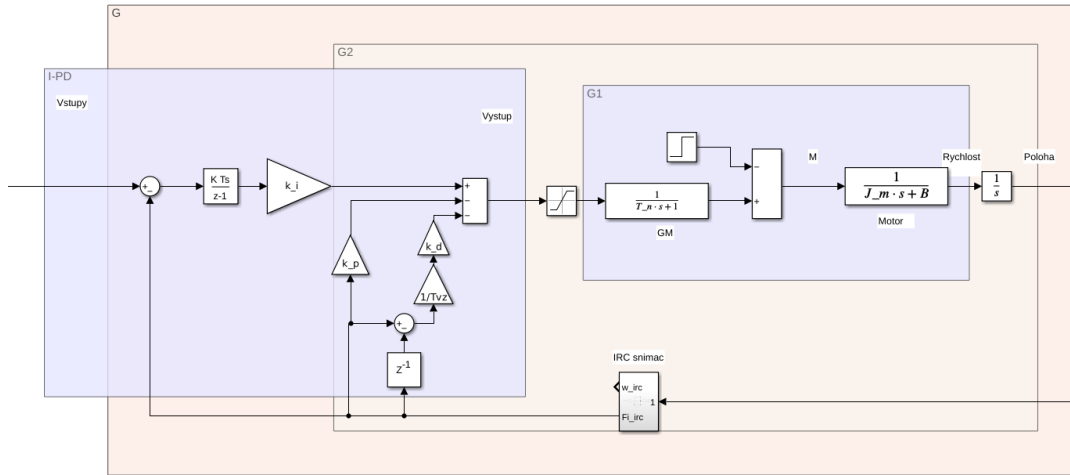 G
G2
I-PD
G1
Vstupy
Vystup
M
Rychlost
Poloha
+
_
K Ts
z-1
k_i
+
−
−
1
T_n · s + 1
GM
−
+
1
J_m · s + B
Motor
1
s
k_p
k_d
1/Tvz
+
_
Z-1
IRC snimac
w_irc
1
Fi_irc